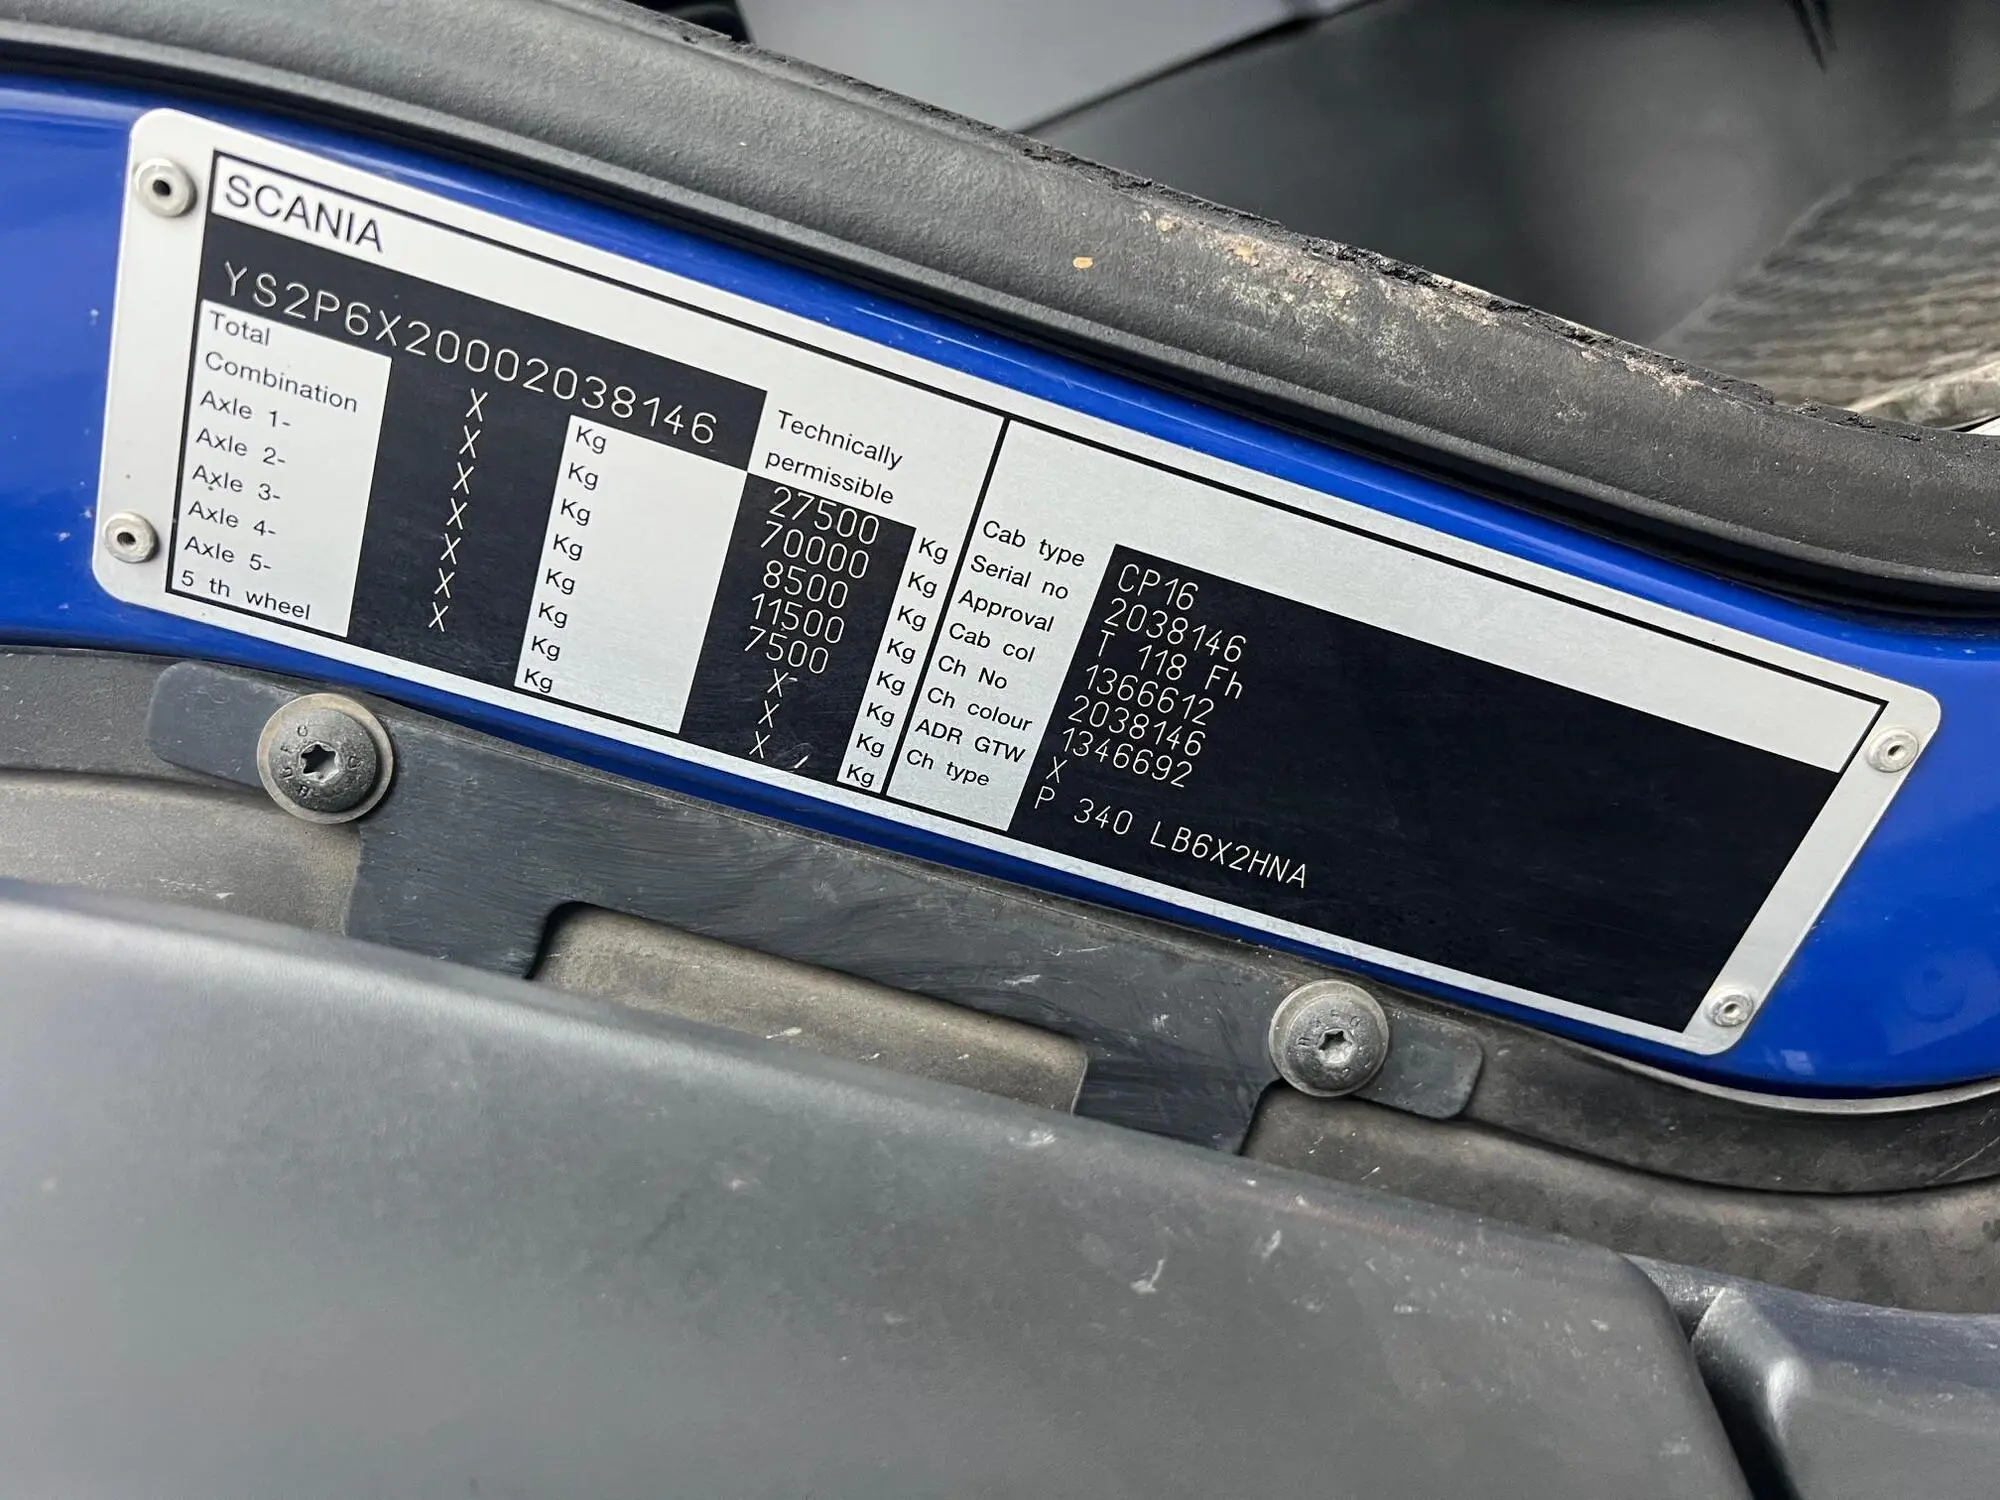 SCANIA
YS2P6X20002038146
Technically
permissible
Total X Kg 27500 Kg
Combination X Kg 70000 Kg
Axle 1- X Kg 8500 Kg
Axle 2- X Kg 11500 Kg
Axle 3- X Kg 7500 Kg
Axle 4- X Kg X Kg
Axle 5- X Kg X Kg
5 th wheel Kg X Kg
Cab type CP16
Serial no 2038146
Approval T 118 Fh
Cab col 1366612
Ch No 2038146
Ch colour 1346692
ADR GTW X
Ch type P 340 LB6X2HNA